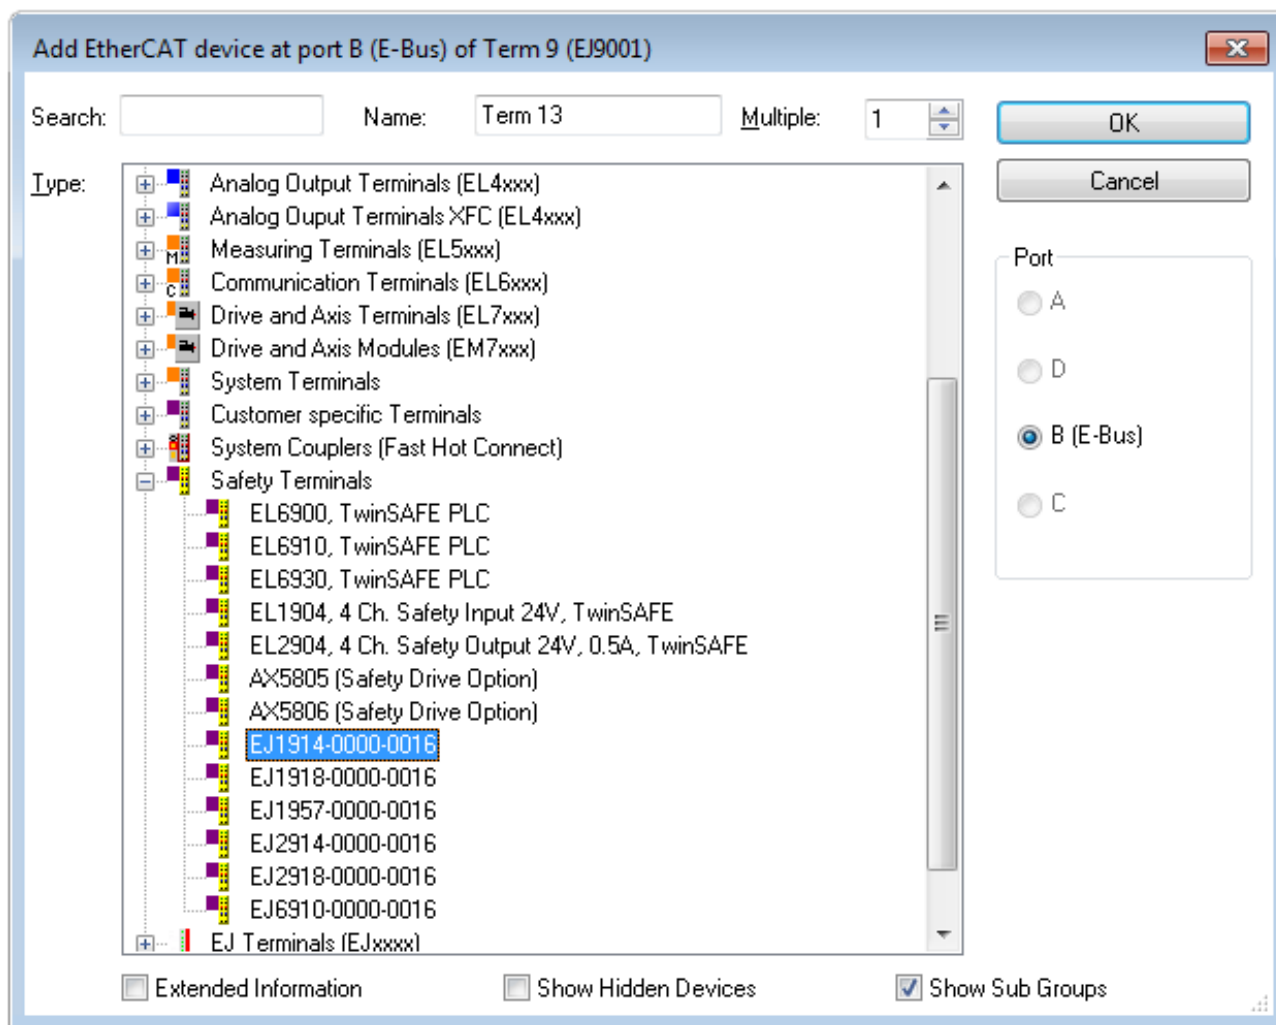 Add EtherCAT device at port B (E-Bus) of Term 9 (EJ9001)
Search: Name: Term 13 Multiple: 1 OK
Type: Cancel
Analog Output Terminals (EL4xxx)
Analog Ouput Terminals XFC (EL4xxx)
Measuring Terminals (EL5xxx)
Communication Terminals (EL6xxx)
Drive and Axis Terminals (EL7xxx)
Drive and Axis Modules (EM7xxx)
System Terminals
Customer specific Terminals
System Couplers (Fast Hot Connect)
Safety Terminals
EL6900, TwinSAFE PLC
EL6910, TwinSAFE PLC
EL6930, TwinSAFE PLC
EL1904, 4 Ch. Safety Input 24V, TwinSAFE
EL2904, 4 Ch. Safety Output 24V, 0.5A, TwinSAFE
AX5805 (Safety Drive Option)
AX5806 (Safety Drive Option)
EJ1914-0000-0016
EJ1918-0000-0016
EJ1957-0000-0016
EJ2914-0000-0016
EJ2918-0000-0016
EJ6910-0000-0016
EJ Terminals (EJxxxx)
Port
A
D
B (E-Bus)
C
Extended Information Show Hidden Devices Show Sub Groups